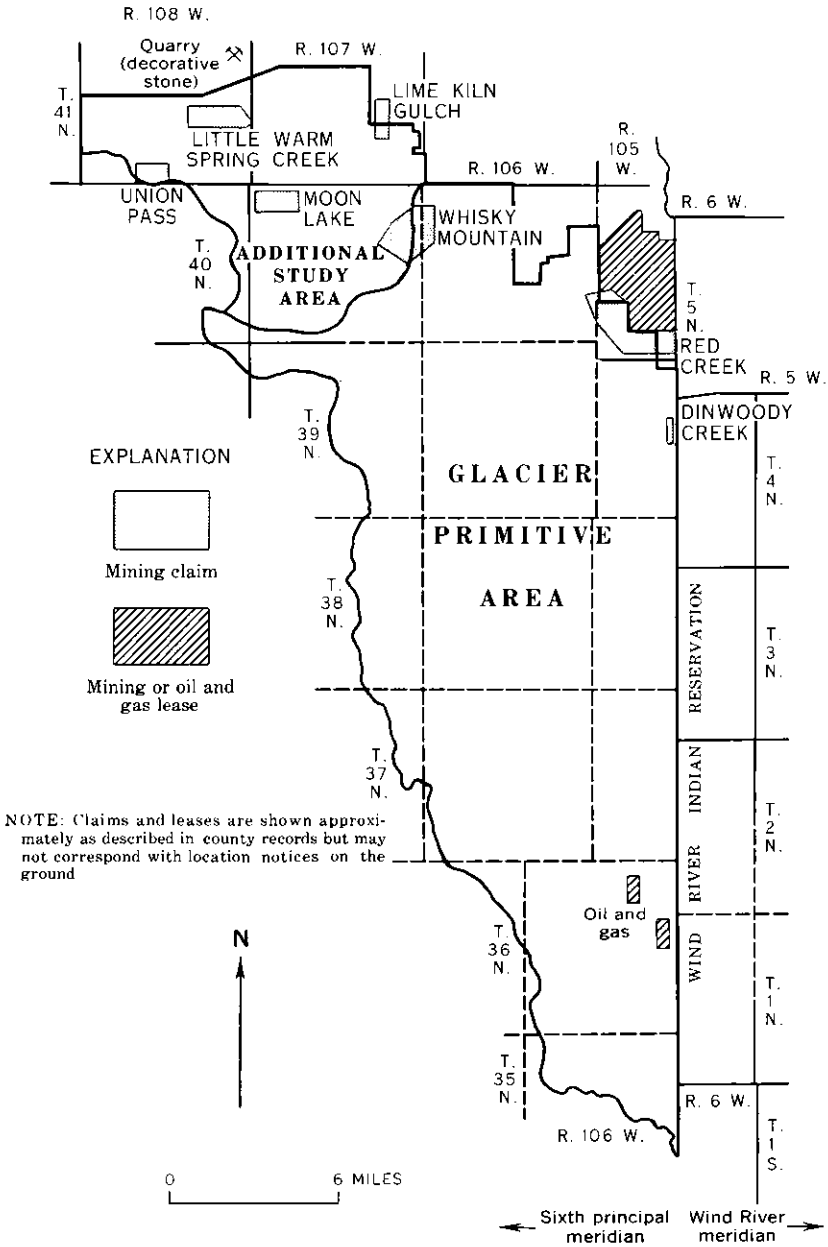 R. 108 W.
Quarry
(decorative
stone)
R. 107 W.
T.
41
N.
LIME KILN
GULCH
LITTLE WARM
SPRING CREEK
R.
105
W.
R. 106 W.
R. 6 W.
UNION
PASS
MOON
LAKE
WHISKY
MOUNTAIN
T.
40
N.
ADDITIONAL
STUDY
AREA
T.
5
N.
RED
CREEK
R. 5 W.
DINWODY
CREEK
T.
39
N.
EXPLANATION
Mining claim
Mining or oil and
gas lease
GLACIER
PRIMITIVE
AREA
T.
4
N.
T.
38
N.
T.
3
N.
T.
37
N.
T.
2
N.
WIND RIVER INDIAN RESERVATION
NOTE: Claims and leases are shown approxi-
mately as described in county records but may
not correspond with location notices on the
ground
Oil and
gas
N
T.
36
N.
T.
1
N.
T.
35
N.
R. 6 W.
R. 106 W.
T.
1
S.
0 6 MILES
Sixth principal
meridian
Wind River
meridian